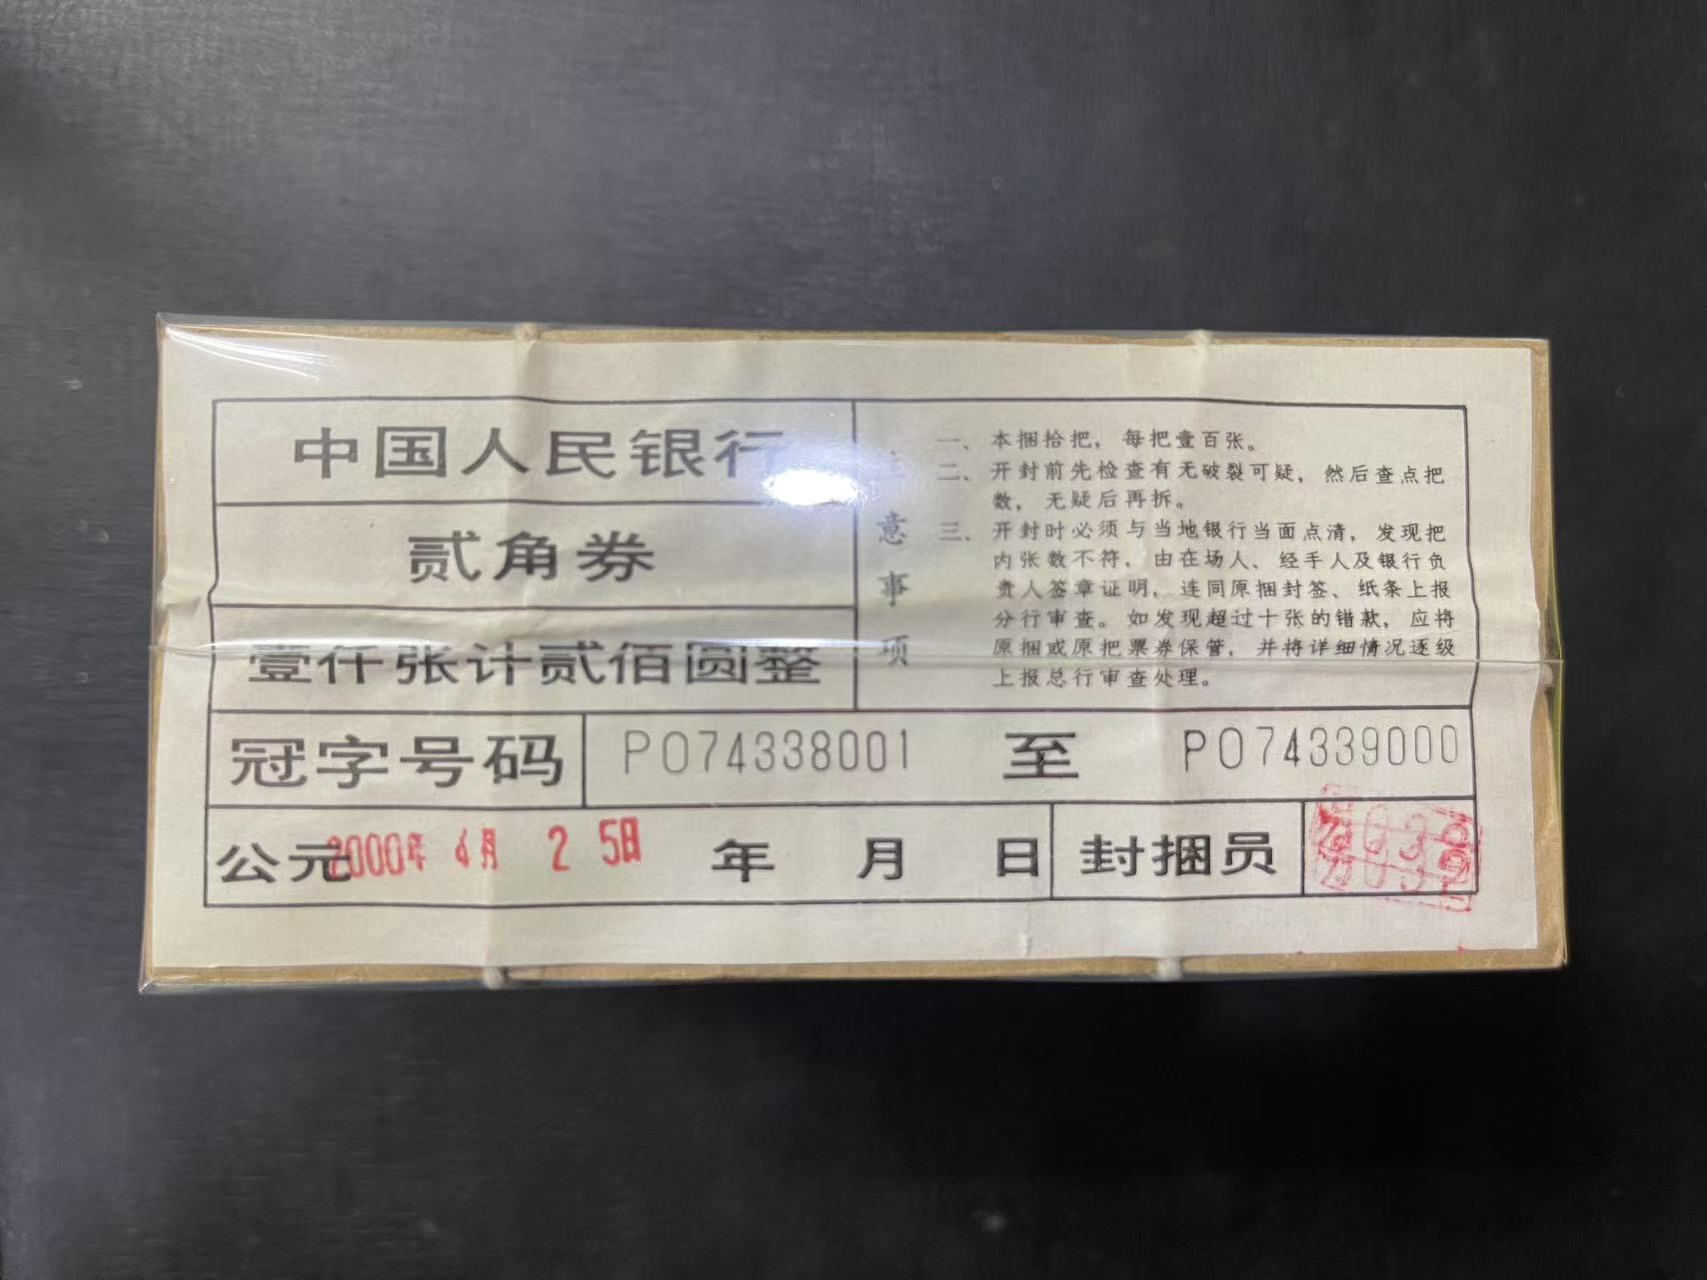 中国人民银行
贰角券
壹仟张计贰佰圆整
注意事项
一、本捆拾把，每把壹百张。
二、开封前先检查有无破裂可疑，然后查点把
数，无疑后再拆。
三、开封时必须与当地银行当面点清，发现把
内张数不符，由在场人、经手人及银行负
责人签章证明，连同原捆封签、纸条上报
分行审查。如发现超过十张的错款，应将
原捆或原把票券保管，并将详细情况逐级
上报总行审查处理。
冠字号码 PO74338001 至 PO74339000
公元 2000年 4月 25日 年 月 日 封捆员